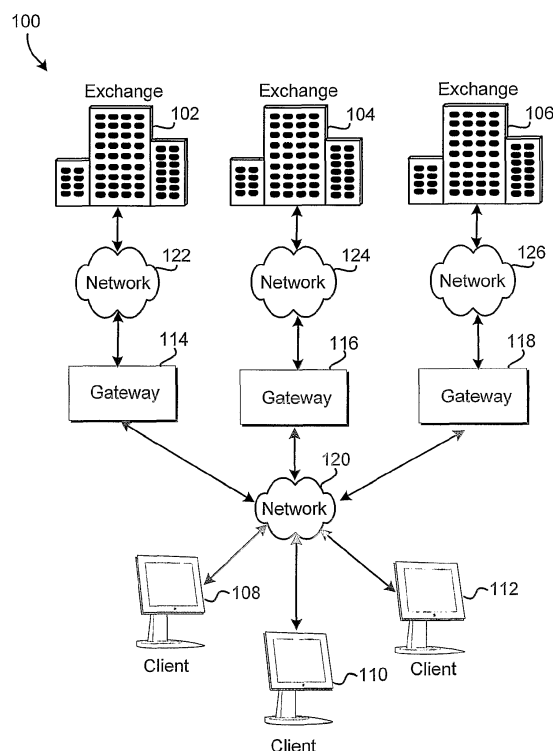 100
Exchange
Exchange
Exchange
102
104
106
122
124
126
Network
Network
Network
114
116
118
Gateway
Gateway
Gateway
120
Network
108
112
Client
Client
110
Client